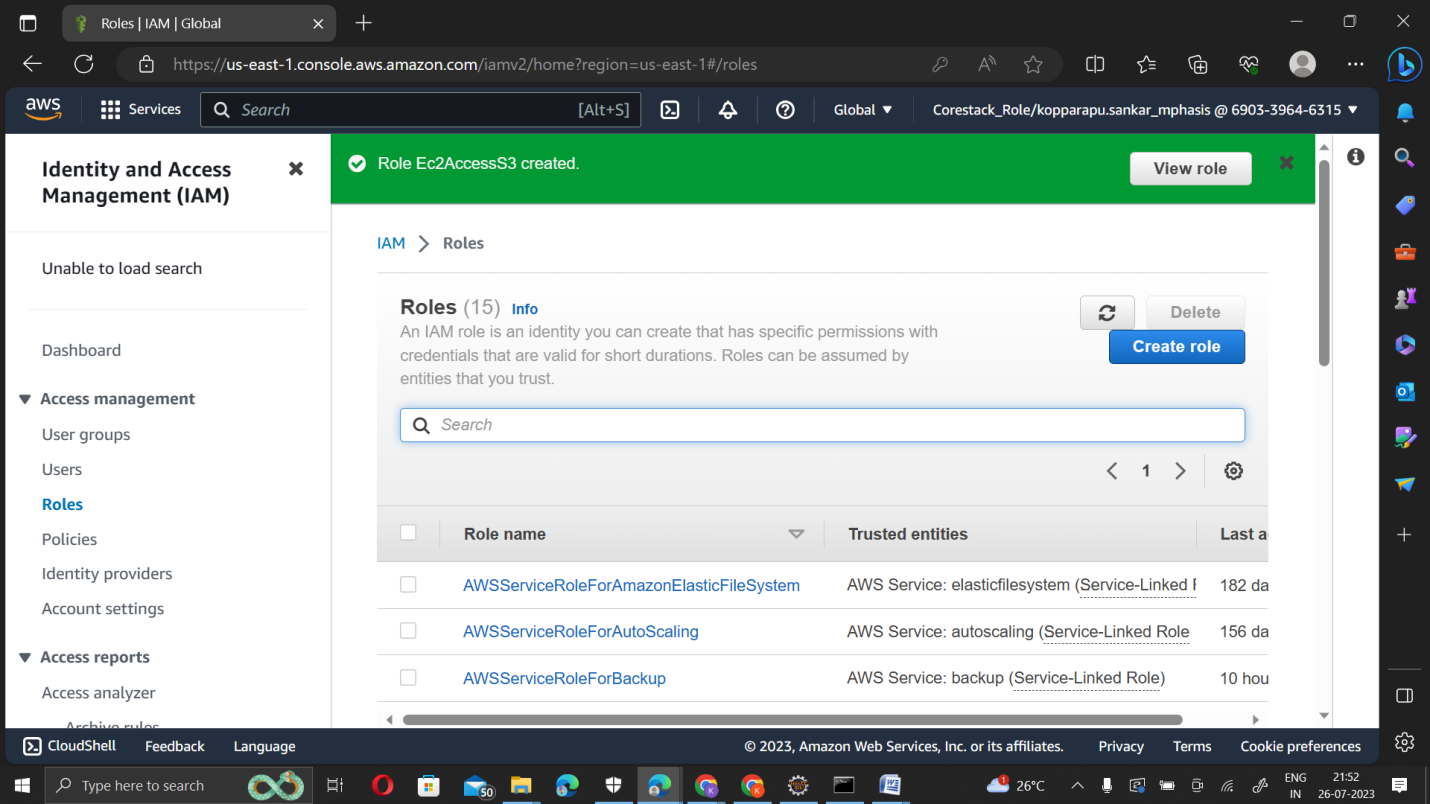 Roles | IAM | Global
https://us-east-1.console.aws.amazon.com/iamv2/home?region=us-east-1#/roles
aws
Services
Search
[Alt+S]
Global
Corestack_Role/kopparapu.sankar_mphasis @ 6903-3964-6315
Identity and Access
Management (IAM)
Unable to load search
Dashboard
Access management
User groups
Users
Roles
Policies
Identity providers
Account settings
Access reports
Access analyzer
Archive rules
Role Ec2AccessS3 created.
View role
IAM > Roles
Roles (15) Info
An IAM role is an identity you can create that has specific permissions with
credentials that are valid for short durations. Roles can be assumed by
entities that you trust.
Delete
Create role
Search
1
Role name Trusted entities Last a
AWSServiceRoleForAmazonElasticFileSystem AWS Service: elasticfilesystem (Service-Linked R 182 da
AWSServiceRoleForAutoScaling AWS Service: autoscaling (Service-Linked Role 156 da
AWSServiceRoleForBackup AWS Service: backup (Service-Linked Role) 10 hou
CloudShell Feedback Language © 2023, Amazon Web Services, Inc. or its affiliates. Privacy Terms Cookie preferences
Type here to search
50
1
26°C
ENG
IN
21:52
26-07-2023